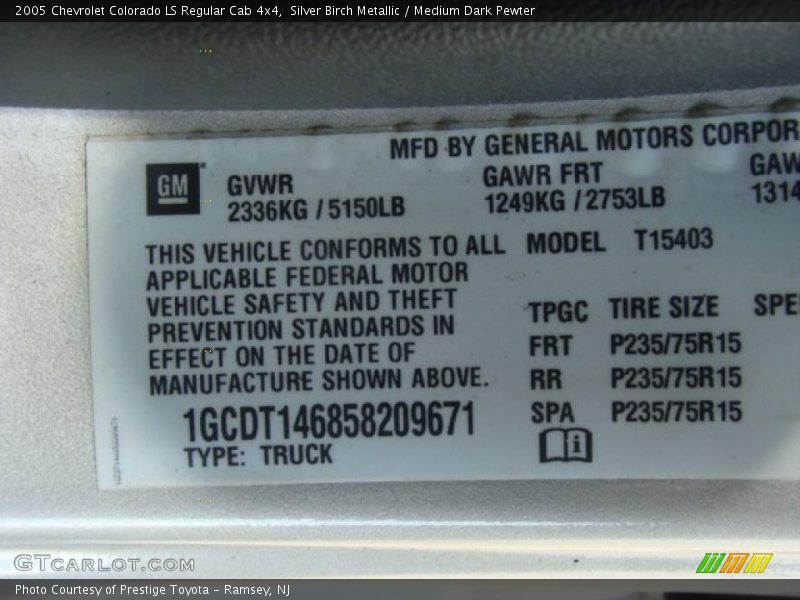 2005 Chevrolet Colorado LS Regular Cab 4x4, Silver Birch Metallic / Medium Dark Pewter
MFD BY GENERAL MOTORS CORPOR
GM
GVWR GAWR FRT GAW
2336KG / 5150LB 1249KG / 2753LB 1314
THIS VEHICLE CONFORMS TO ALL MODEL T15403
APPLICABLE FEDERAL MOTOR
VEHICLE SAFETY AND THEFT TPGC TIRE SIZE SPE
PREVENTION STANDARDS IN FRT P235/75R15
EFFECT ON THE DATE OF RR P235/75R15
MANUFACTURE SHOWN ABOVE. SPA P235/75R15
1GCDT146858209671
TYPE: TRUCK
GTCARLOT.COM
Photo Courtesy of Prestige Toyota - Ramsey, NJ